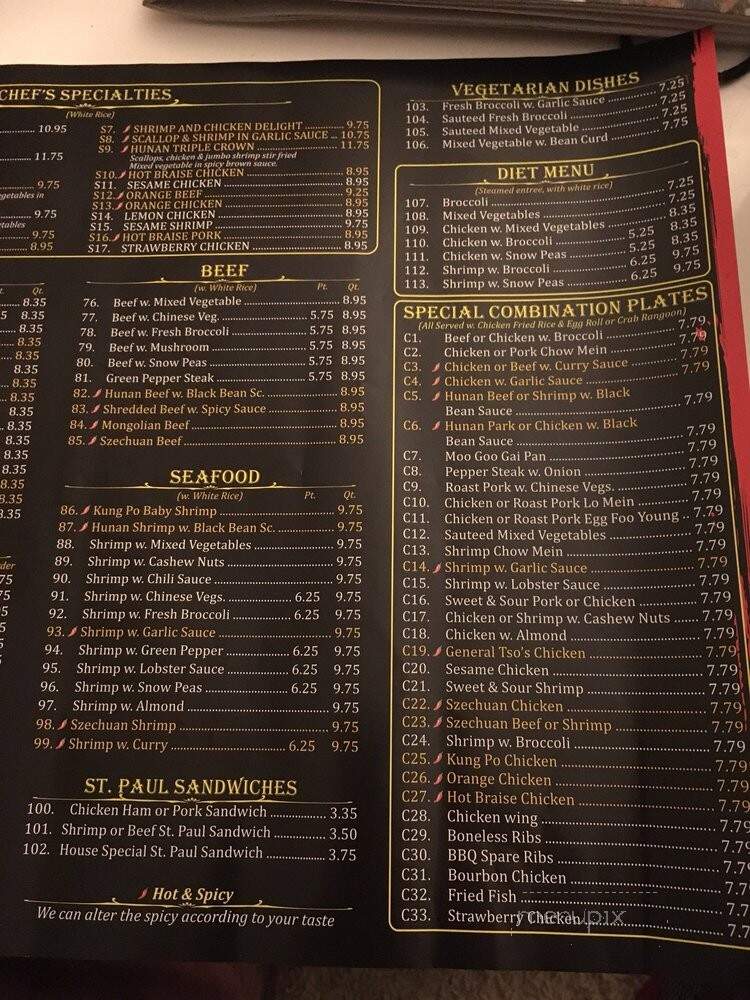 CHEF'S SPECIALTIES
(White Rice)
10.95
11.75
9.75
getables in
9.75
tables
8.95
S7. SHRIMP AND CHICKEN DELIGHT 9.75
S8. SCALLOP & SHRIMP IN GARLIC SAUCE 10.75
S9. HUNAN TRIPLE CROWN 11.75
Scallops, chicken & jumbo shrimp stir fried
Mixed vegetable in spicy brown sauce.
S10. HOT BRAISE CHICKEN 8.95
S11. SESAME CHICKEN 8.95
S12. ORANGE BEEF 9.25
S13. ORANGE CHICKEN 8.95
S14. LEMON CHICKEN 8.95
S15. SESAME SHRIMP 9.75
S16. HOT BRAISE PORK 8.95
S17. STRAWBERRY CHICKEN 8.95
BEEF
(w. White Rice) Pt. Qt.
76. Beef w. Mixed Vegetable 8.95
77. Beef w. Chinese Veg. 5.75 8.95
78. Beef w. Fresh Broccoli 5.75 8.95
79. Beef w. Mushroom 5.75 8.95
80. Beef w. Snow Peas 5.75 8.95
81. Green Pepper Steak 5.75 8.95
82. Hunan Beef w. Black Bean Sc. 8.95
83. Shredded Beef w. Spicy Sauce 8.95
84. Mongolian Beef 8.95
85. Szechuan Beef 8.95
SEAFOOD
(w. White Rice) Pt. Qt.
86. Kung Po Baby Shrimp 9.75
87. Hunan Shrimp w. Black Bean Sc. 9.75
88. Shrimp w. Mixed Vegetables 9.75
89. Shrimp w. Cashew Nuts 9.75
90. Shrimp w. Chili Sauce 9.75
91. Shrimp w. Chinese Vegs. 6.25 9.75
92. Shrimp w. Fresh Broccoli 6.25 9.75
93. Shrimp w. Garlic Sauce 9.75
94. Shrimp w. Green Pepper 6.25 9.75
95. Shrimp w. Lobster Sauce 6.25 9.75
96. Shrimp w. Snow Peas 6.25 9.75
97. Shrimp w. Almond 9.75
98. Szechuan Shrimp 9.75
99. Shrimp w. Curry 6.25 9.75
ST. PAUL SANDWICHES
100. Chicken Ham or Pork Sandwich 3.35
101. Shrimp or Beef St. Paul Sandwich 3.50
102. House Special St. Paul Sandwich 3.75
Hot & Spicy
We can alter the spicy according to your taste
VEGETARIAN DISHES
103. Fresh Broccoli w. Garlic Sauce 7.25
104. Sauteed Fresh Broccoli 7.25
105. Sauteed Mixed Vegetable 7.25
106. Mixed Vegetable w. Bean Curd 7.75
DIET MENU
(Steamed entree, with white rice)
107. Broccoli 7.25
108. Mixed Vegetables 7.25
109. Chicken w. Mixed Vegetables 8.35
110. Chicken w. Broccoli 5.25 8.35
111. Chicken w. Snow Peas 5.25 8.35
112. Shrimp w. Broccoli 6.25 9.75
113. Shrimp w. Snow Peas 6.25 9.75
SPECIAL COMBINATION PLATES
(All Served w. Chicken Fried Rice & Egg Roll or Crab Rangoon)
C1. Beef or Chicken w. Broccoli 7.79
C2. Chicken or Pork Chow Mein 7.79
C3. Chicken or Beef w. Curry Sauce 7.79
C4. Chicken w. Garlic Sauce 7.79
C5. Hunan Beef or Shrimp w. Black
Bean Sauce 7.79
C6. Hunan Park or Chicken w. Black
Bean Sauce 7.79
C7. Moo Goo Gai Pan 7.79
C8. Pepper Steak w. Onion 7.79
C9. Roast Pork w. Chinese Vegs. 7.79
C10. Chicken or Roast Pork Lo Mein 7.79
C11. Chicken or Roast Pork Egg Foo Young 7.79
C12. Sauteed Mixed Vegetables 7.79
C13. Shrimp Chow Mein 7.79
C14. Shrimp w. Garlic Sauce 7.79
C15. Shrimp w. Lobster Sauce 7.79
C16. Sweet & Sour Pork or Chicken 7.79
C17. Chicken or Shrimp w. Cashew Nuts 7.79
C18. Chicken w. Almond 7.79
C19. General Tso's Chicken 7.79
C20. Sesame Chicken 7.79
C21. Sweet & Sour Shrimp 7.79
C22. Szechuan Chicken 7.79
C23. Szechuan Beef or Shrimp 7.79
C24. Shrimp w. Broccoli 7.79
C25. Kung Po Chicken 7.79
C26. Orange Chicken 7.79
C27. Hot Braise Chicken 7.79
C28. Chicken wing 7.79
C29. Boneless Ribs 7.7
C30. BBQ Spare Ribs 7.7
C31. Bourbon Chicken 7.7
C32. Fried Fish 7.7
C33. Strawberry Chicken 7.7
menupix